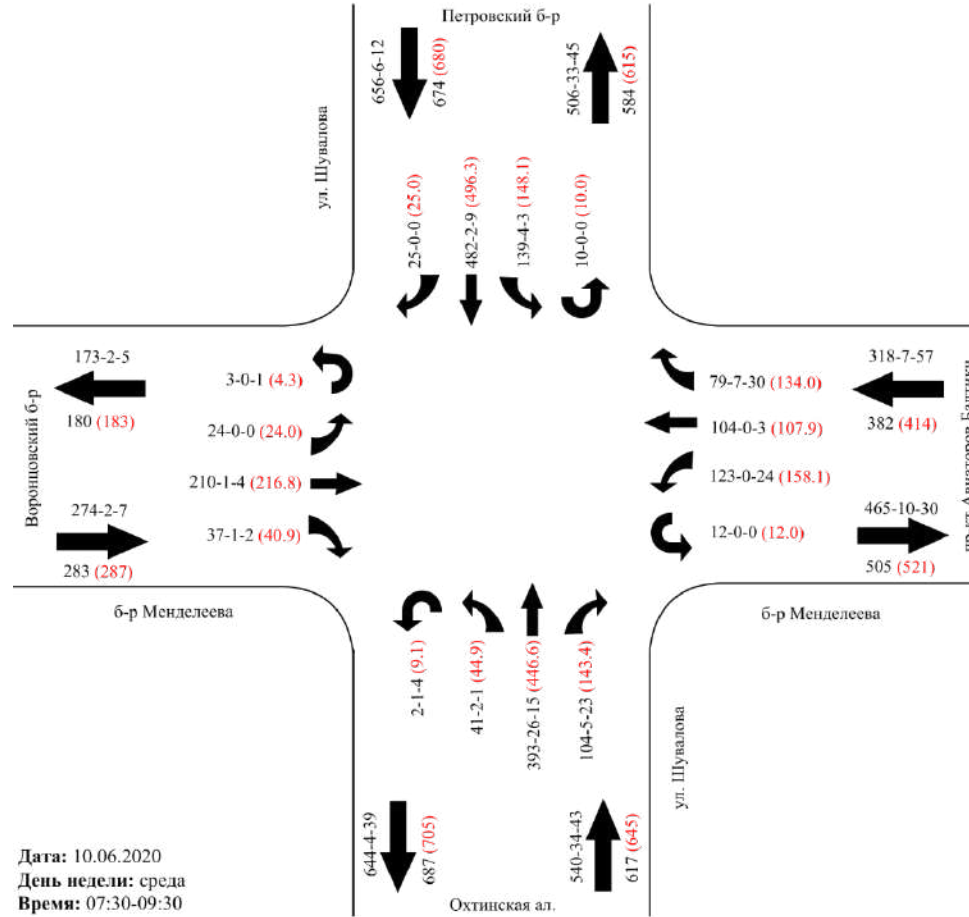 Петровский б-р
656-6-12
674 (680)
506-33-45
584 (615)
ул. Шувалова
25-0-0 (25.0)
482-2-9 (496.3)
139-4-3 (148.1)
10-0-0 (10.0)
173-2-5
180 (183)
Воронцовский б-р
274-2-7
283 (287)
3-0-1 (4.3)
24-0-0 (24.0)
210-1-4 (216.8)
37-1-2 (40.9)
79-7-30 (134.0)
104-0-3 (107.9)
123-0-24 (158.1)
12-0-0 (12.0)
318-7-57
382 (414)
465-10-30
505 (521)
пр-кт Авиаторов Балтики
б-р Менделеева
б-р Менделеева
2-1-4 (9.1)
41-2-1 (44.9)
393-26-15 (446.6)
104-5-23 (143.4)
ул. Шувалова
644-4-39
687 (705)
540-34-43
617 (645)
Охтинская ал.
Дата: 10.06.2020
День недели: среда
Время: 07:30-09:30